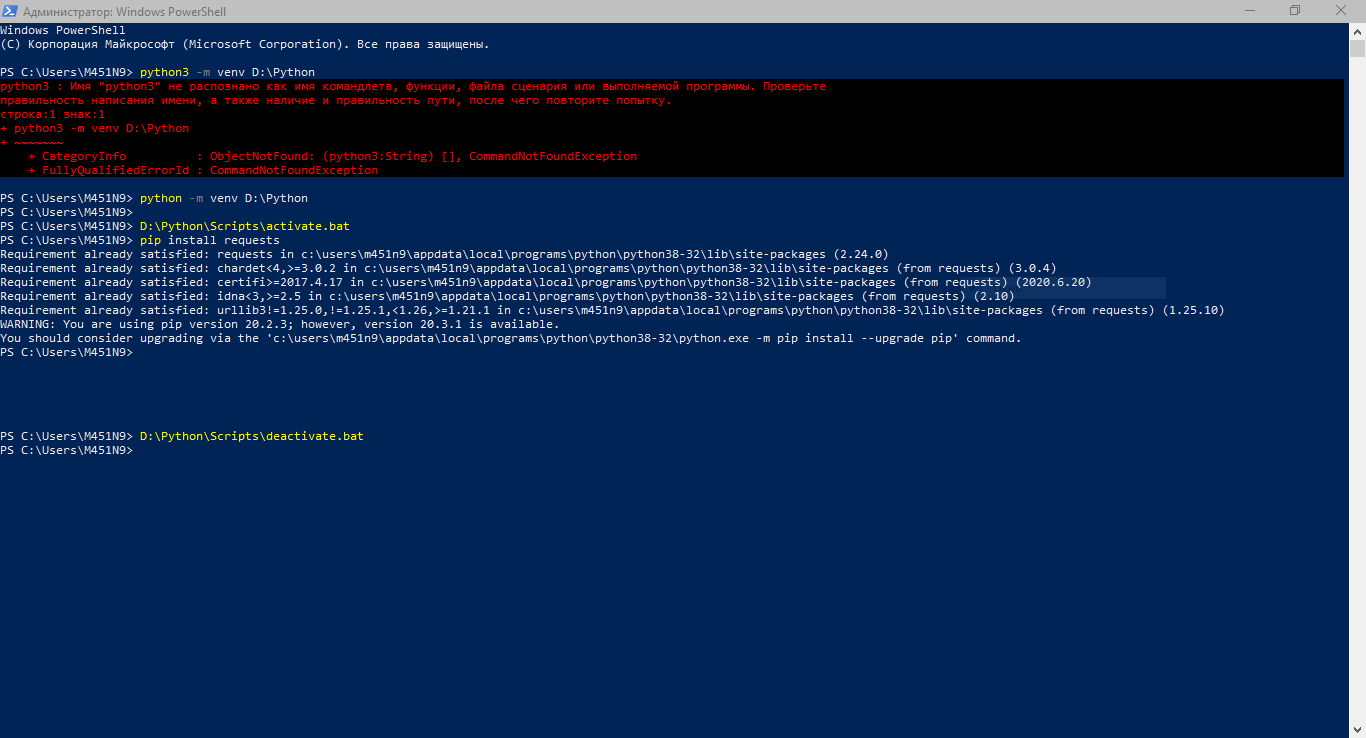 Администратор: Windows PowerShell
Windows PowerShell
(C) Корпорация Майкрософт (Microsoft Corporation). Все права защищены.
PS C:\Users\M451N9> python3 -m venv D:\Python
python3 : Имя "python3" не распознано как имя командлета, функции, файла сценария или выполняемой программы. Проверьте
правильность написания имени, а также наличие и правильность пути, после чего повторите попытку.
строка:1 знак:1
+ python3 -m venv D:\Python
+ ~~~~~~~
    + CategoryInfo          : ObjectNotFound: (python3:String) [], CommandNotFoundException
    + FullyQualifiedErrorId : CommandNotFoundException
PS C:\Users\M451N9> python -m venv D:\Python
PS C:\Users\M451N9>
PS C:\Users\M451N9> D:\Python\Scripts\activate.bat
PS C:\Users\M451N9> pip install requests
Requirement already satisfied: requests in c:\users\m451n9\appdata\local\programs\python\python38-32\lib\site-packages (2.24.0)
Requirement already satisfied: chardet<4,>=3.0.2 in c:\users\m451n9\appdata\local\programs\python\python38-32\lib\site-packages (from requests) (3.0.4)
Requirement already satisfied: certifi>=2017.4.17 in c:\users\m451n9\appdata\local\programs\python\python38-32\lib\site-packages (from requests) (2020.6.20)
Requirement already satisfied: idna<3,>=2.5 in c:\users\m451n9\appdata\local\programs\python\python38-32\lib\site-packages (from requests) (2.10)
Requirement already satisfied: urllib3!=1.25.0,!=1.25.1,<1.26,>=1.21.1 in c:\users\m451n9\appdata\local\programs\python\python38-32\lib\site-packages (from requests) (1.25.10)
WARNING: You are using pip version 20.2.3; however, version 20.3.1 is available.
You should consider upgrading via the 'c:\users\m451n9\appdata\local\programs\python\python38-32\python.exe -m pip install --upgrade pip' command.
PS C:\Users\M451N9>
PS C:\Users\M451N9> D:\Python\Scripts\deactivate.bat
PS C:\Users\M451N9>